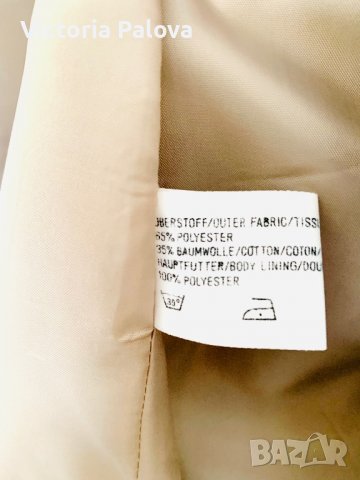 Victoria Palova
OBERSTOFF/OUTER FABRIC/TISSU
65% POLYESTER
35% BAUMWOLLE/COTTON/COTON/
HAUPTFUTTER/BODY LINING/DOU
100% POLYESTER
35°
BAZAR